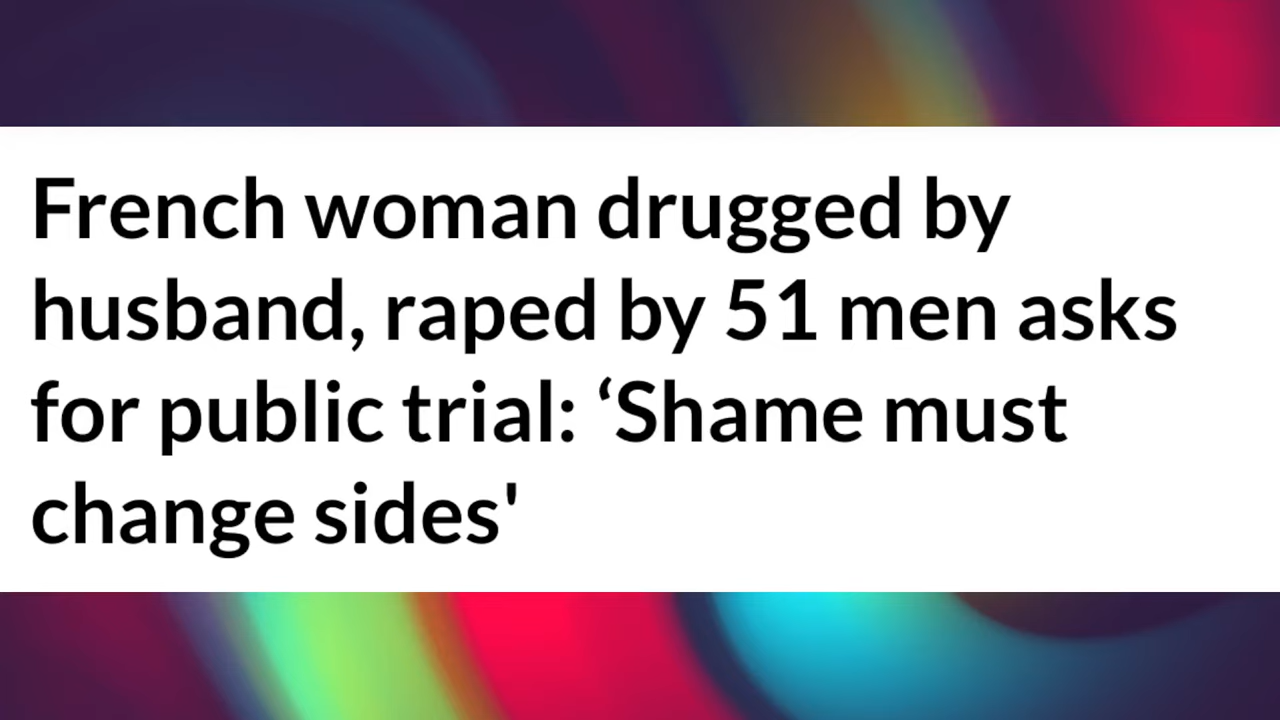 French woman drugged by
husband, raped by 51 men asks
for public trial: ‘Shame must
change sides'